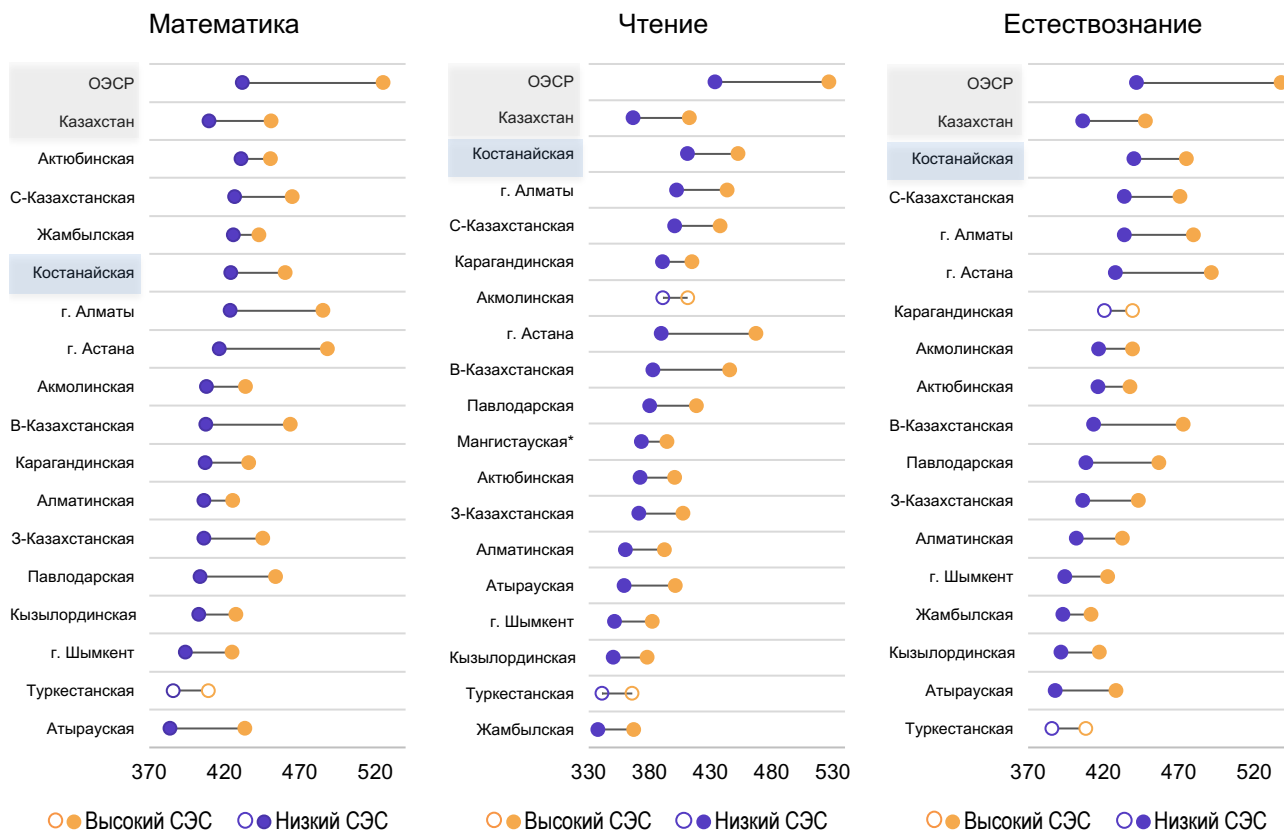 Математика
ОЭСР
Казахстан
Актюбинская
С-Казахстанская
Жамбылская
Костанайская
г. Алматы
г. Астана
Акмолинская
В-Казахстанская
Карагандинская
Алматинская
З-Казахстанская
Павлодарская
Кызылординская
г. Шымкент
Туркестанская
Атырауская
370 420 470 520
Высокий СЭС Низкий СЭС
Чтение
ОЭСР
Казахстан
Костанайская
г. Алматы
С-Казахстанская
Карагандинская
Акмолинская
г. Астана
В-Казахстанская
Павлодарская
Мангистауская*
Актюбинская
З-Казахстанская
Алматинская
Атырауская
г. Шымкент
Кызылординская
Туркестанская
Жамбылская
330 380 430 480 530
Высокий СЭС Низкий СЭС
Естествознание
ОЭСР
Казахстан
Костанайская
С-Казахстанская
г. Алматы
г. Астана
Карагандинская
Акмолинская
Актюбинская
В-Казахстанская
Павлодарская
З-Казахстанская
Алматинская
г. Шымкент
Жамбылская
Кызылординская
Атырауская
Туркестанская
370 420 470 520
Высокий СЭС Низкий СЭС